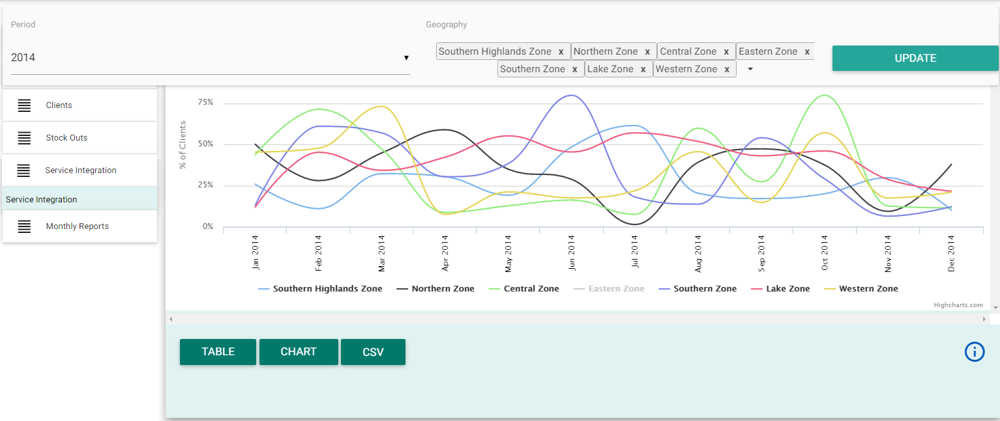 Period
Geography
2014 ▼
Southern Highlands Zone x Northern Zone x Central Zone x Eastern Zone x
Southern Zone x Lake Zone x Western Zone x
UPDATE
Clients
Stock Outs
Service Integration
Service Integration
Monthly Reports
% of Clients
75%
50%
25%
0%
Jan 2014
Feb 2014
Mar 2014
Apr 2014
May 2014
Jun 2014
Jul 2014
Aug 2014
Sep 2014
Oct 2014
Nov 2014
Dec 2014
Southern Highlands Zone Northern Zone Central Zone Eastern Zone Southern Zone Lake Zone Western Zone
Highcharts.com
TABLE CHART CSV